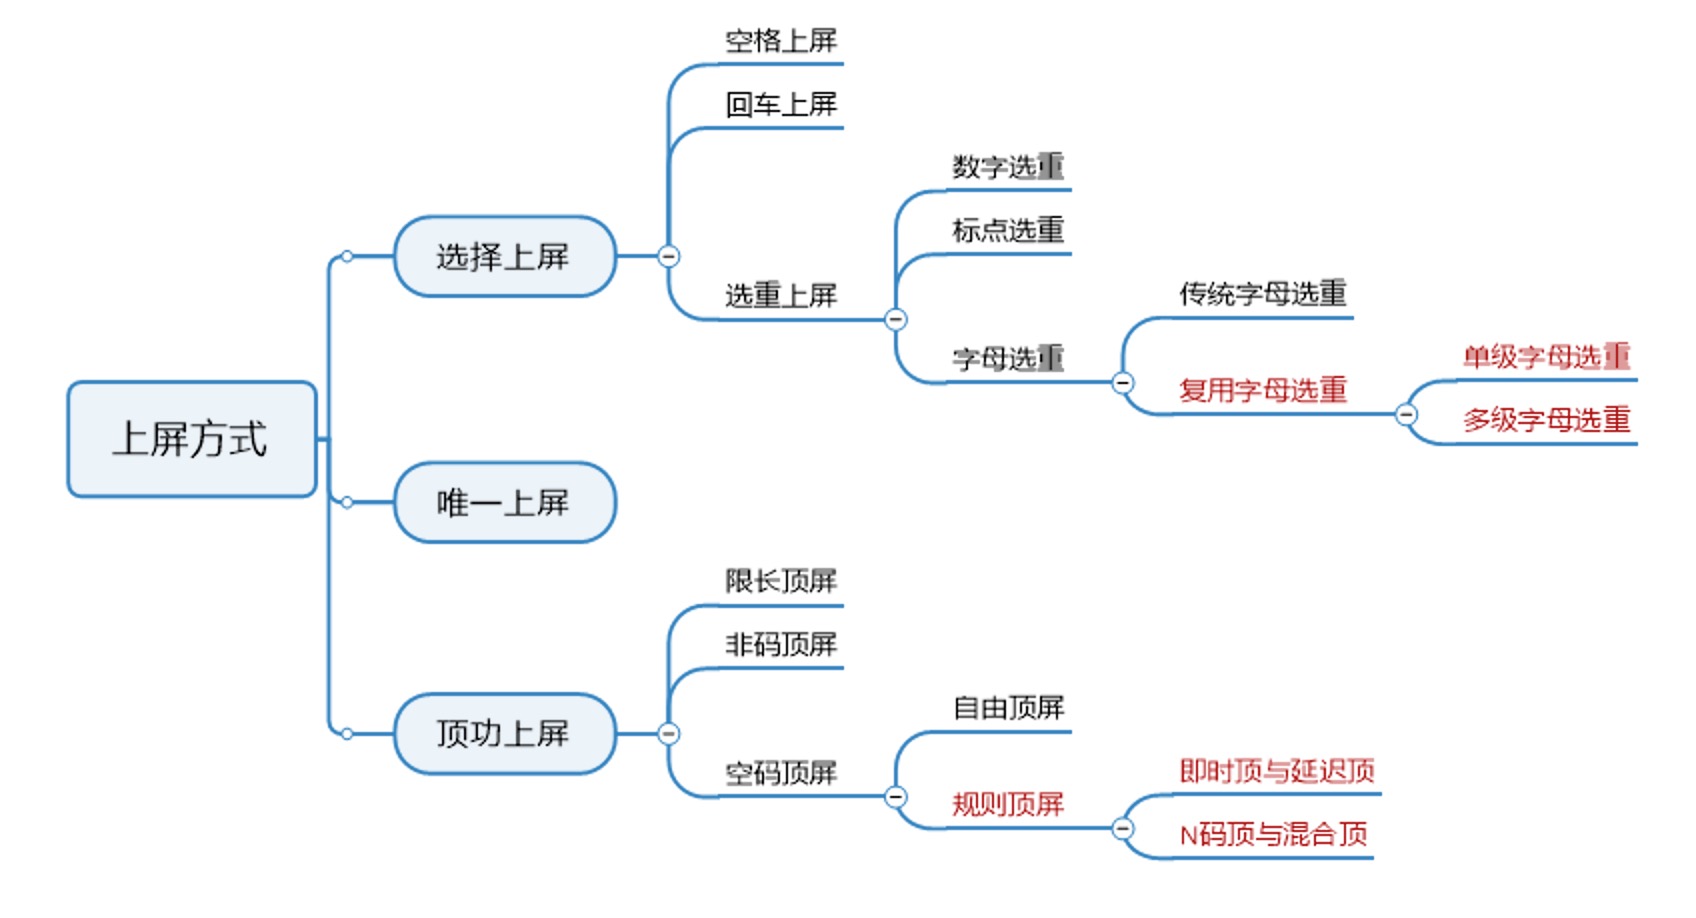 上屏方式
选择上屏
空格上屏
回车上屏
选重上屏
数字选重
标点选重
字母选重
传统字母选重
复用字母选重
单级字母选重
多级字母选重
唯一上屏
顶功上屏
限长顶屏
非码顶屏
空码顶屏
自由顶屏
规则顶屏
即时顶与延迟顶
N码顶与混合顶